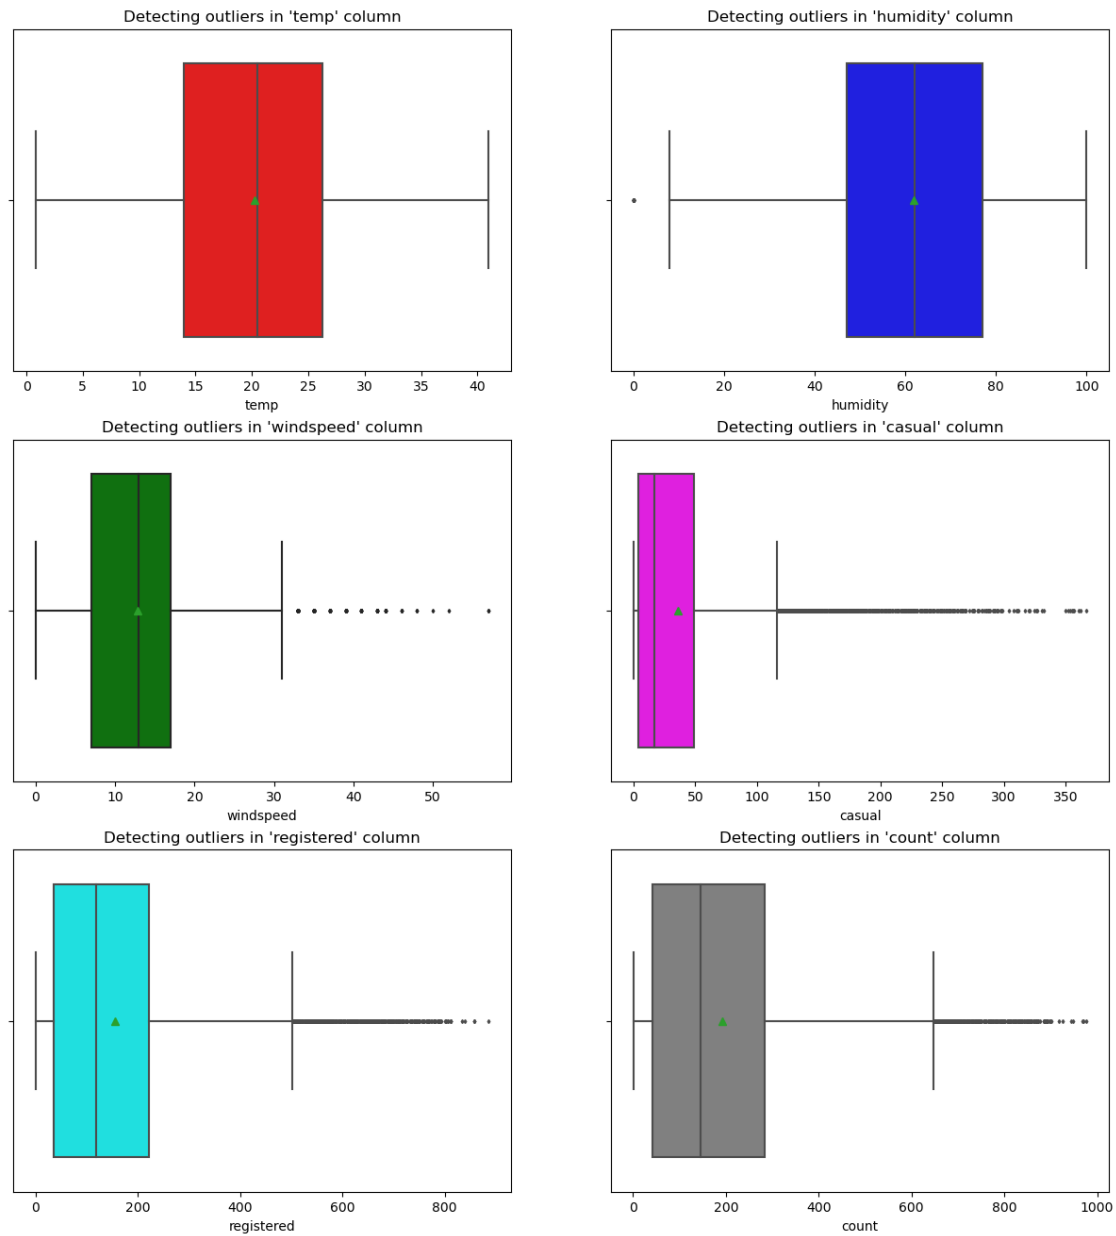 Detecting outliers in 'temp' column
0 5 10 15 20 25 30 35 40
temp
Detecting outliers in 'humidity' column
0 20 40 60 80 100
humidity
Detecting outliers in 'windspeed' column
0 10 20 30 40 50
windspeed
Detecting outliers in 'casual' column
0 50 100 150 200 250 300 350
casual
Detecting outliers in 'registered' column
0 200 400 600 800
registered
Detecting outliers in 'count' column
0 200 400 600 800 1000
count